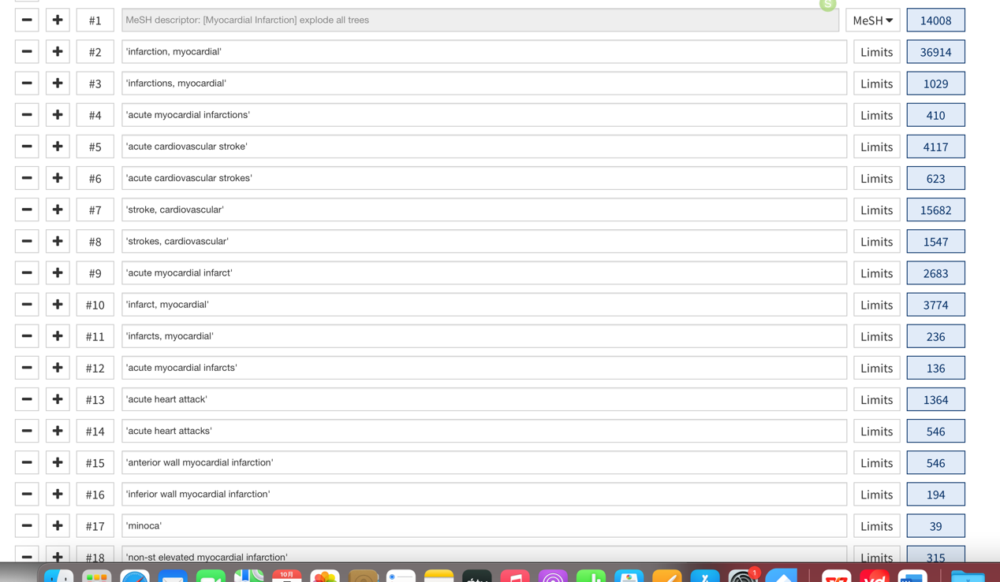 S
#1 MeSH descriptor: [Myocardial Infarction] explode all trees MeSH 14008
#2 'infarction, myocardial' Limits 36914
#3 'infarctions, myocardial' Limits 1029
#4 'acute myocardial infarctions' Limits 410
#5 'acute cardiovascular stroke' Limits 4117
#6 'acute cardiovascular strokes' Limits 623
#7 'stroke, cardiovascular' Limits 15682
#8 'strokes, cardiovascular' Limits 1547
#9 'acute myocardial infarct' Limits 2683
#10 'infarct, myocardial' Limits 3774
#11 'infarcts, myocardial' Limits 236
#12 'acute myocardial infarcts' Limits 136
#13 'acute heart attack' Limits 1364
#14 'acute heart attacks' Limits 546
#15 'anterior wall myocardial infarction' Limits 546
#16 'inferior wall myocardial infarction' Limits 194
#17 'minoca' Limits 39
#18 'non-st elevated myocardial infarction' Limits 315
10月 1